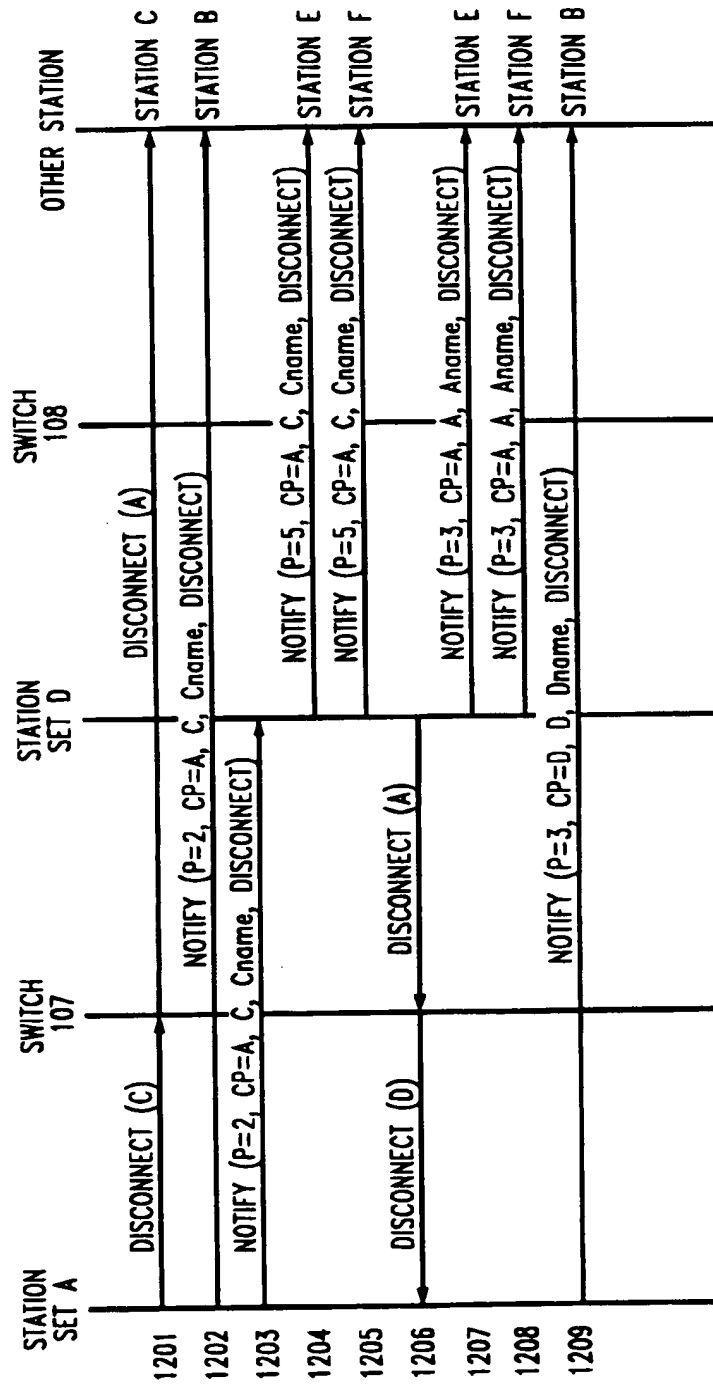 STATION
SET A
SWITCH
107
STATION
SET D
SWITCH
108
OTHER STATION
1201
DISCONNECT (C)
DISCONNECT (A)
STATION C
1202
NOTIFY (P=2, CP=A, C, Cname, DISCONNECT)
STATION B
1203
NOTIFY (P=2, CP=A, C, Cname, DISCONNECT)
1204
NOTIFY (P=5, CP=A, C, Cname, DISCONNECT)
STATION E
1205
NOTIFY (P=5, CP=A, C, Cname, DISCONNECT)
STATION F
1206
DISCONNECT (D)
DISCONNECT (A)
1207
NOTIFY (P=3, CP=A, A, Aname, DISCONNECT)
STATION E
1208
NOTIFY (P=3, CP=A, A, Aname, DISCONNECT)
STATION F
1209
NOTIFY (P=3, CP=D, D, Dname, DISCONNECT)
STATION B